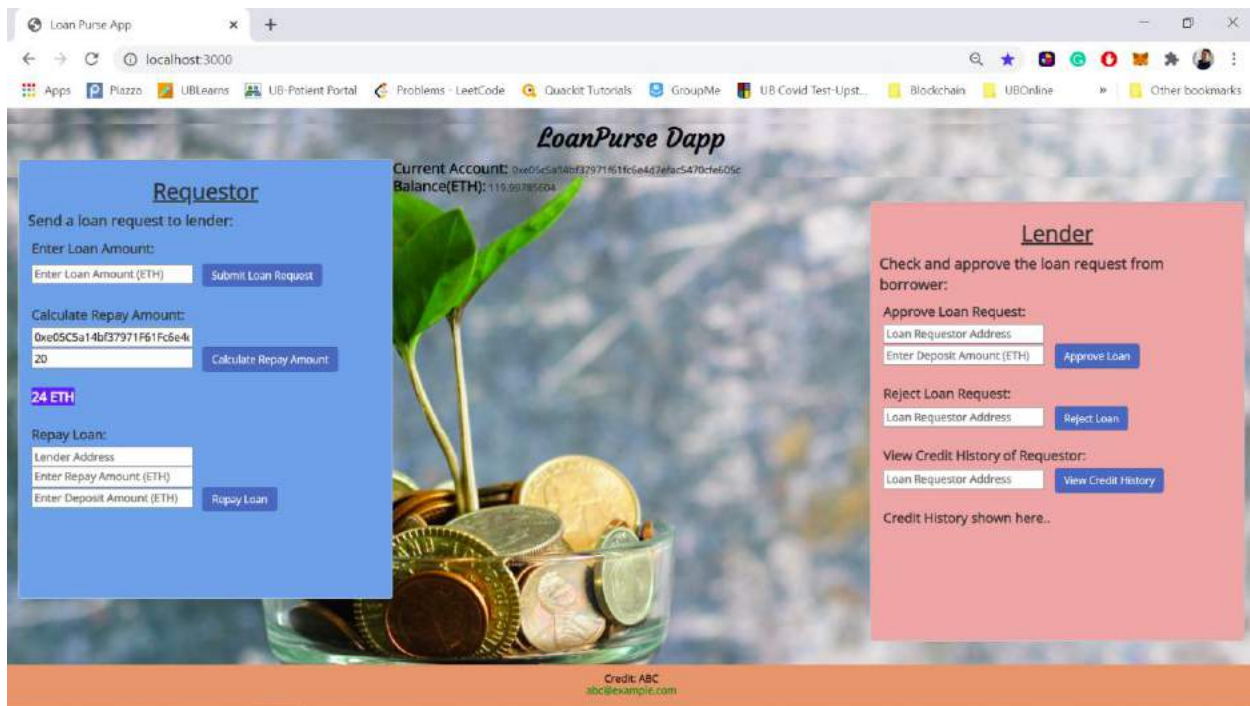 Loan Purse App
localhost:3000
Apps Piazza UBLearns UB-Patient Portal Problems - LeetCode Quackit Tutorials GroupMe UB Covid Test-Upst... Blockchain UBOnline » Other bookmarks
LoanPurse Dapp
Current Account:
Balance(ETH): 119.99785604
Requestor
Send a loan request to lender:
Enter Loan Amount:
Enter Loan Amount (ETH) Submit Loan Request
Calculate Repay Amount:
0xe05C5a14bf37971F61Fc6e4
20 Calculate Repay Amount
24 ETH
Repay Loan:
Lender Address
Enter Repay Amount (ETH)
Enter Deposit Amount (ETH) Repay Loan
Lender
Check and approve the loan request from
borrower:
Approve Loan Request:
Loan Requestor Address
Enter Deposit Amount (ETH) Approve Loan
Reject Loan Request:
Loan Requestor Address Reject Loan
View Credit History of Requestor:
Loan Requestor Address View Credit History
Credit History shown here..
Credit: ABC
abc@example.com